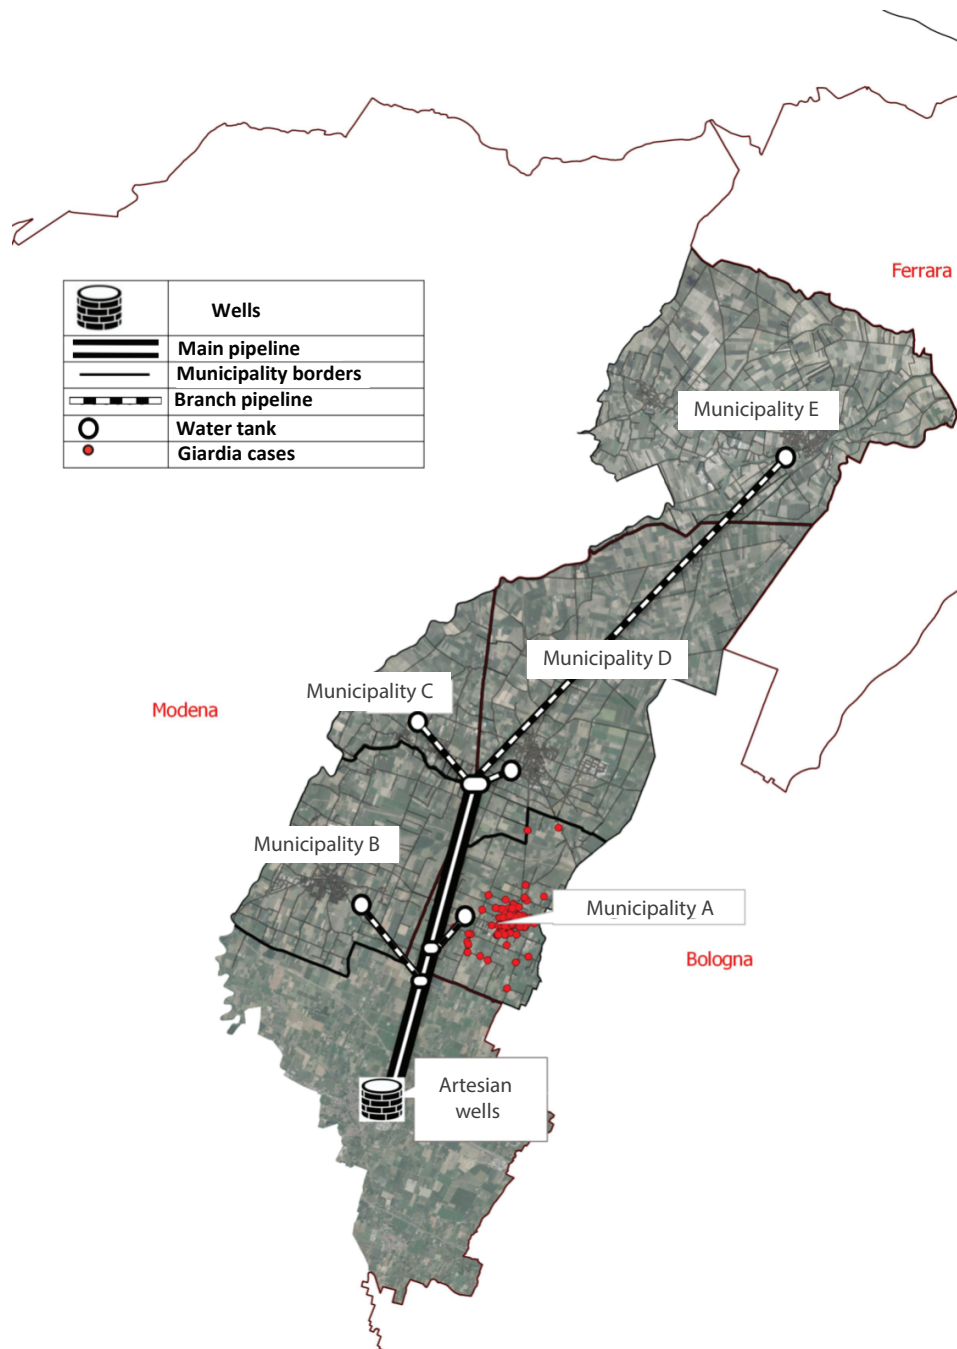 Ferrara
Wells
Main pipeline
Municipality borders
Branch pipeline
Water tank
Giardia cases
Municipality E
Municipality D
Municipality C
Modena
Municipality B
Municipality A
Bologna
Artesian
wells